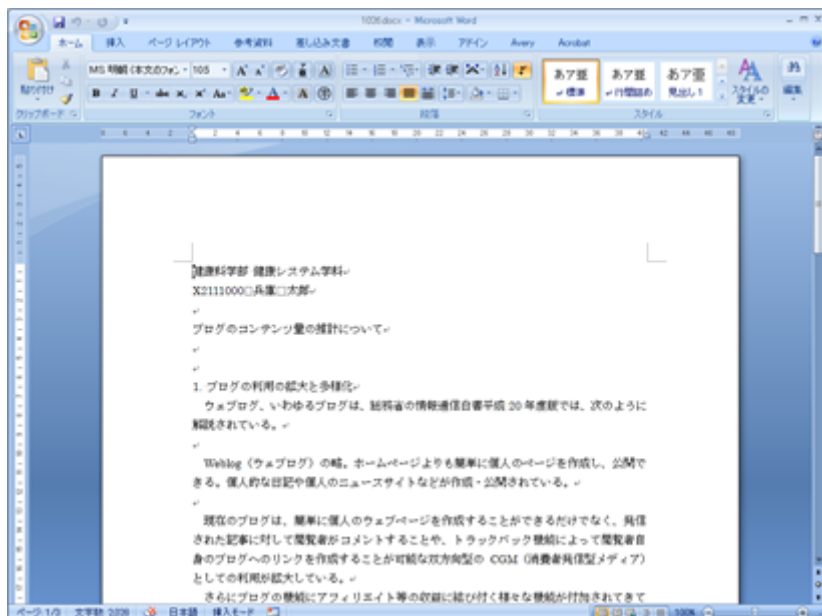 1006.docx - Microsoft Word
ホーム 挿入 ページ レイアウト 参考資料 差し込み文書 校閲 表示 アドイン Avery Acrobat
MS 明朝 (本文のフォン 10.5
あア亜 あア亜 あア亜
標準 行間詰め 見出し 1
スタイルの変更 編集
クリップボード フォント 段落 スタイル
健康科学部 健康システム学科
X2111000□兵庫□太郎
ブログのコンテンツ量の推計について
1. ブログの利用の拡大と多様化
ウェブログ、いわゆるブログは、総務省の情報通信白書平成 20 年度版では、次のように
解説されている。
Weblog（ウェブログ）の略。ホームページよりも簡単に個人のページを作成し、公開で
きる。個人的な日記や個人のニュースサイトなどが作成・公開されている。
現在のブログは、簡単に個人のウェブページを作成することができるだけでなく、発信
された記事に対して閲覧者がコメントすることや、トラックバック機能によって閲覧者自
身のブログへのリンクを作成することが可能な双方向型の CGM（消費者発信型メディア）
としての利用が拡大している。
さらにブログの機能にアフィリエイト等の収益に結び付く様々な機能が付加されてきて
ページ: 1/3 日本語 挿入モード 100%